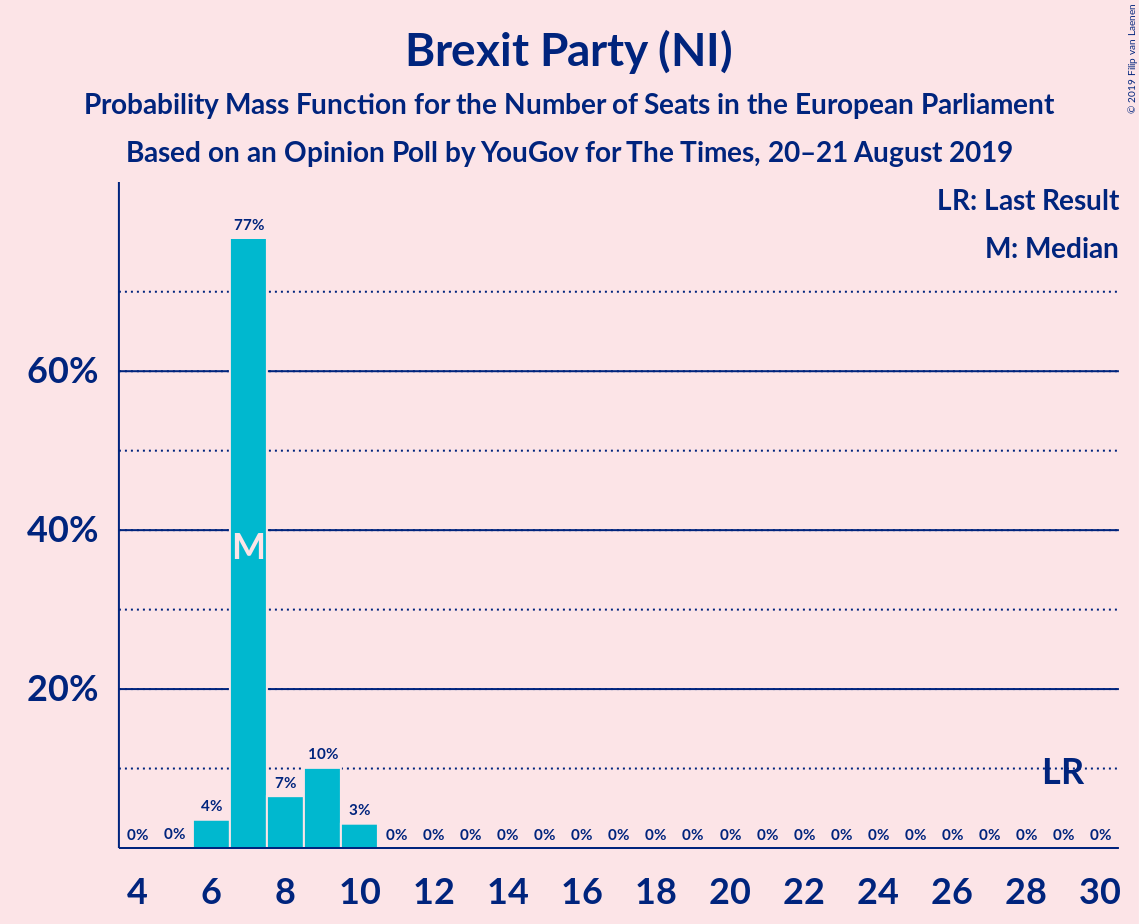 Brexit Party (NI)
Probability Mass Function for the Number of Seats in the European Parliament
Based on an Opinion Poll by YouGov for The Times, 20–21 August 2019
© 2019 Filip van Laenen
LR: Last Result
M: Median
77%
60%
40%
M
20%
10%
7%
4%
3%
LR
0% 0% 0% 0% 0% 0% 0% 0% 0% 0% 0% 0% 0% 0% 0% 0% 0% 0% 0% 0% 0% 0%
4 6 8 10 12 14 16 18 20 22 24 26 28 30